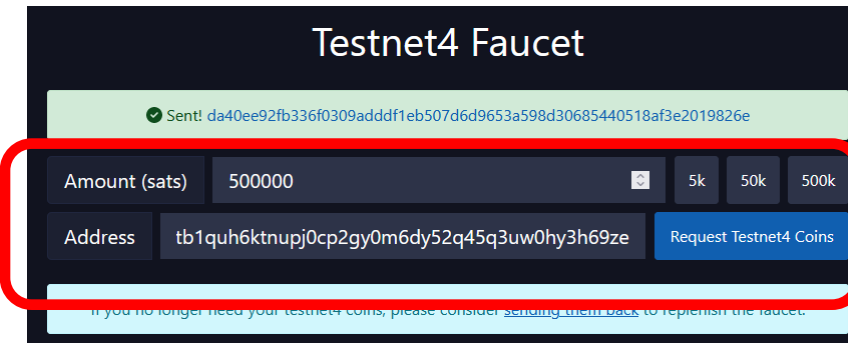 Testnet4 Faucet
Sent! da40ee92fb336f0309adddf1eb507d6d9653a598d30685440518af3e2019826e
Amount (sats) 500000 5k 50k 500k
Address tb1quh6ktnupj0cp2gy0m6dy52q45q3uw0hy3h69ze Request Testnet4 Coins
If you no longer need your testnet4 coins, please consider sending them back to replenish the faucet.